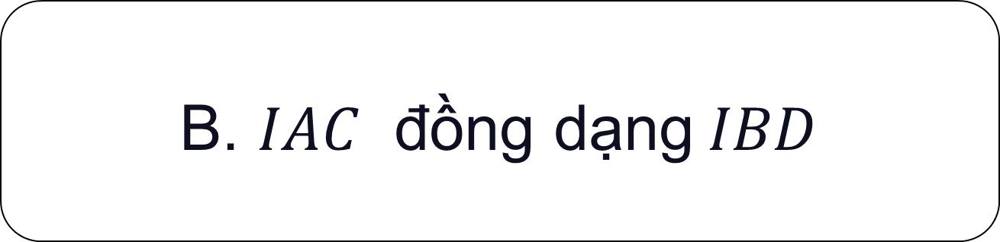 B. 𝐼𝐴𝐶 đồng dạng 𝐼𝐵𝐷